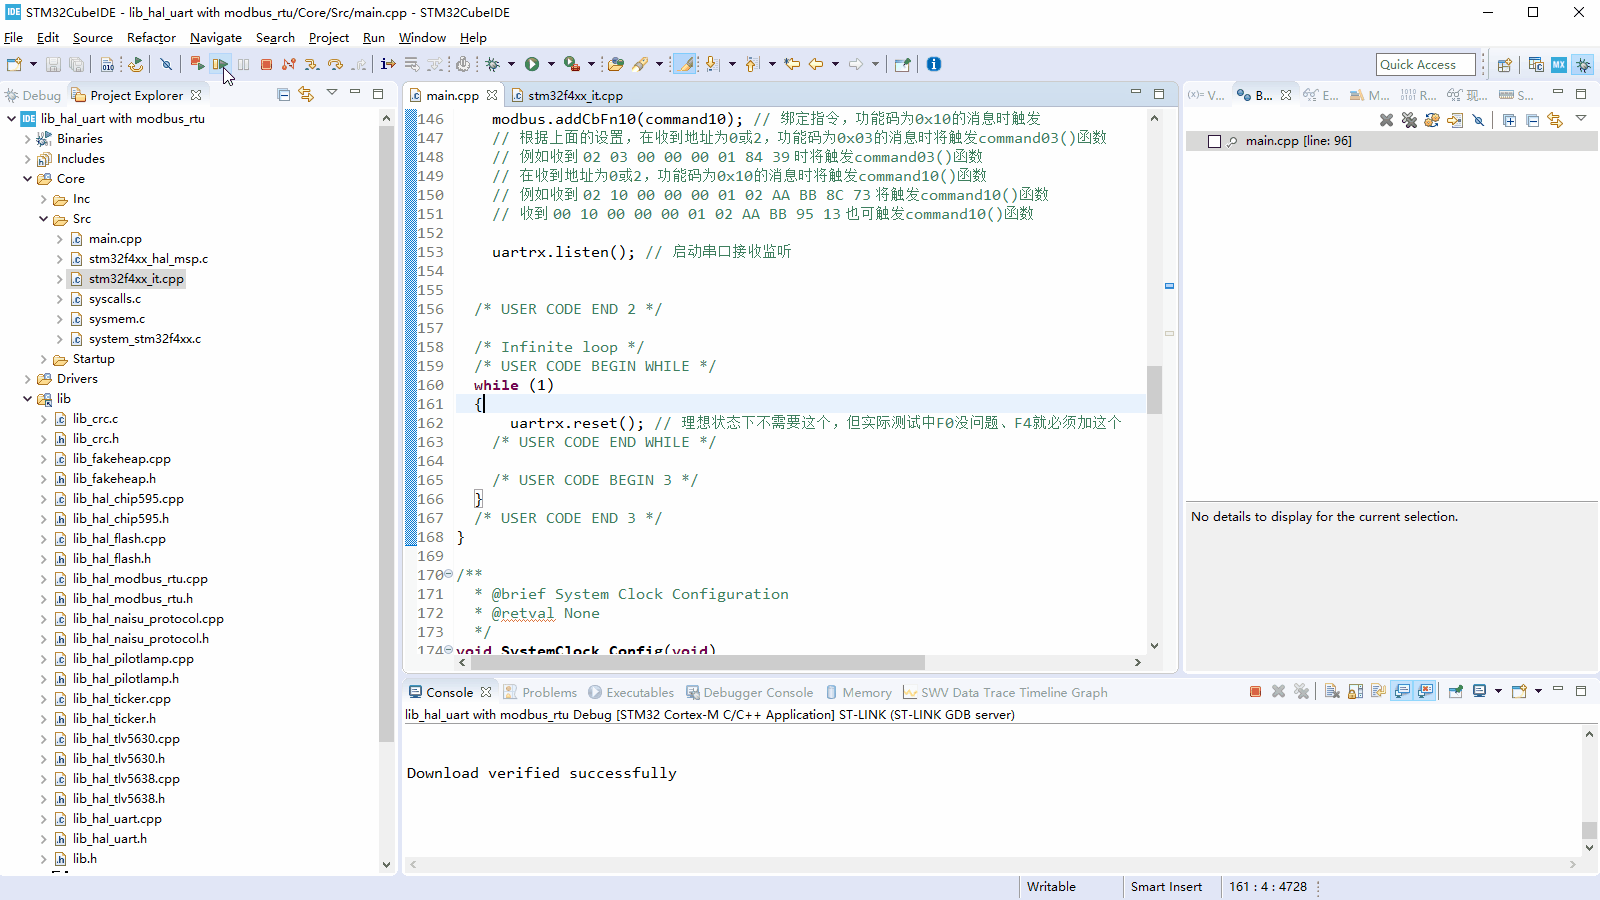 STM32CubeIDE - lib_hal_uart with modbus_rtu/Core/Src/main.cpp - STM32CubeIDE
File Edit Source Refactor Navigate Search Project Run Window Help
Quick Access
Debug Project Explorer
lib_hal_uart with modbus_rtu
Binaries
Includes
Core
Inc
Src
main.cpp
stm32f4xx_hal_msp.c
stm32f4xx_it.cpp
syscalls.c
sysmem.c
system_stm32f4xx.c
Startup
Drivers
lib
lib_crc.c
lib_crc.h
lib_fakeheap.cpp
lib_fakeheap.h
lib_hal_chip595.cpp
lib_hal_chip595.h
lib_hal_flash.cpp
lib_hal_flash.h
lib_hal_modbus_rtu.cpp
lib_hal_modbus_rtu.h
lib_hal_naisu_protocol.cpp
lib_hal_naisu_protocol.h
lib_hal_pilotlamp.cpp
lib_hal_pilotlamp.h
lib_hal_ticker.cpp
lib_hal_ticker.h
lib_hal_tlv5630.cpp
lib_hal_tlv5630.h
lib_hal_tlv5638.cpp
lib_hal_tlv5638.h
lib_hal_uart.cpp
lib_hal_uart.h
lib.h
main.cpp stm32f4xx_it.cpp
146 modbus.addCbFn10(command10); // 绑定指令，功能码为0x10的消息时触发
147 // 根据上面的设置，在收到地址为0或2，功能码为0x03的消息时将触发command03()函数
148 // 例如收到 02 03 00 00 00 01 84 39 时将触发command03()函数
149 // 在收到地址为0或2，功能码为0x10的消息时将触发command10()函数
150 // 例如收到 02 10 00 00 00 01 02 AA BB 8C 73 将触发command10()函数
151 // 收到 00 10 00 00 00 01 02 AA BB 95 13 也可触发command10()函数
152
153 uartrx.listen(); // 启动串口接收监听
154
155
156 /* USER CODE END 2 */
157
158 /* Infinite loop */
159 /* USER CODE BEGIN WHILE */
160 while (1)
161 {
162 uartrx.reset(); // 理想状态下不需要这个，但实际测试中F0没问题、F4就必须加这个
163 /* USER CODE END WHILE */
164
165 /* USER CODE BEGIN 3 */
166 }
167 /* USER CODE END 3 */
168 }
169
170 /**
171 * @brief System Clock Configuration
172 * @retval None
173 */
174 void SystemClock_Config(void)
(x)= V... B... E... M... R... 现... S...
main.cpp [line: 96]
No details to display for the current selection.
Console Problems Executables Debugger Console Memory SWV Data Trace Timeline Graph
lib_hal_uart with modbus_rtu Debug [STM32 Cortex-M C/C++ Application] ST-LINK (ST-LINK GDB server)
Download verified successfully
Writable Smart Insert 161 : 4 : 4728